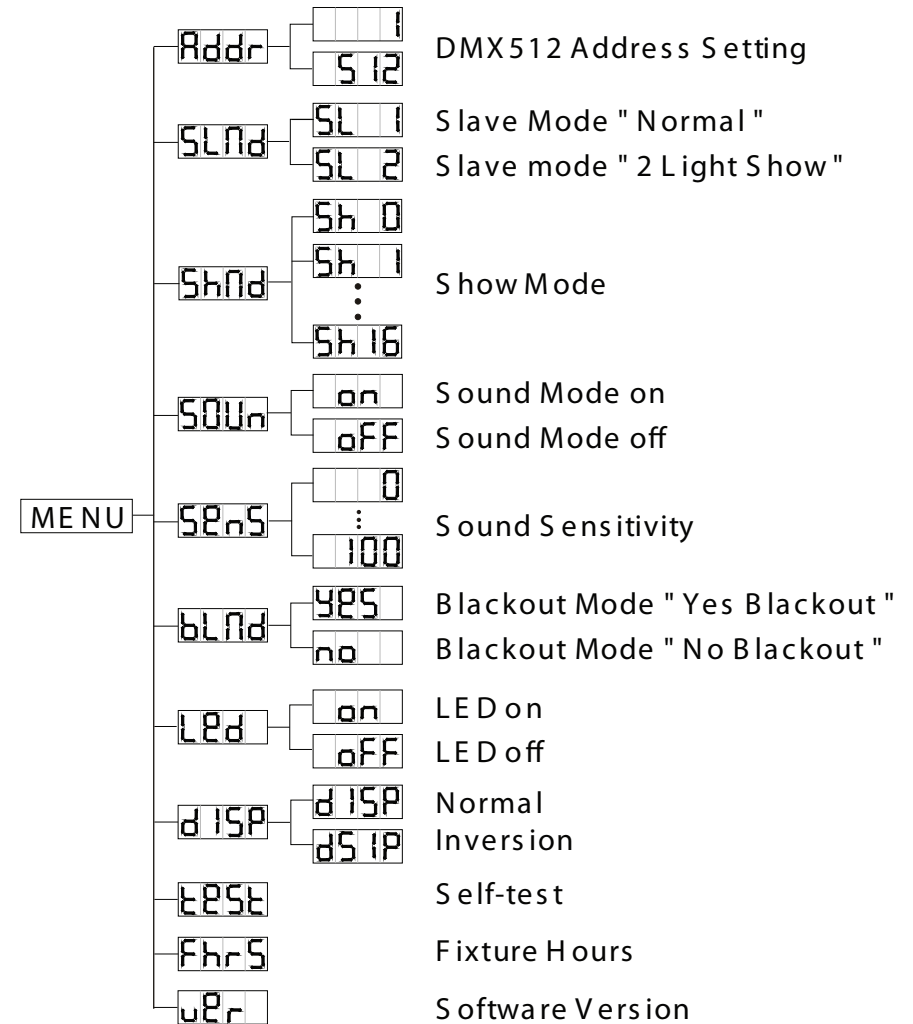 Addr
1
512
DMX512 Address Setting
SLMd
SL 1
Slave Mode "Normal"
SL 2
Slave mode "2 Light Show"
ShMd
Sh 0
Sh 1
Sh16
Show Mode
SOUn
on
Sound Mode on
oFF
Sound Mode off
MENU
SenS
0
100
Sound Sensitivity
bLMd
yeS
Blackout Mode "Yes Blackout"
no
Blackout Mode "No Blackout"
Led
on
LED on
oFF
LED off
dISP
dISP
Normal
dSIP
Inversion
teSt
Self-test
FhrS
Fixture Hours
ver
Software Version